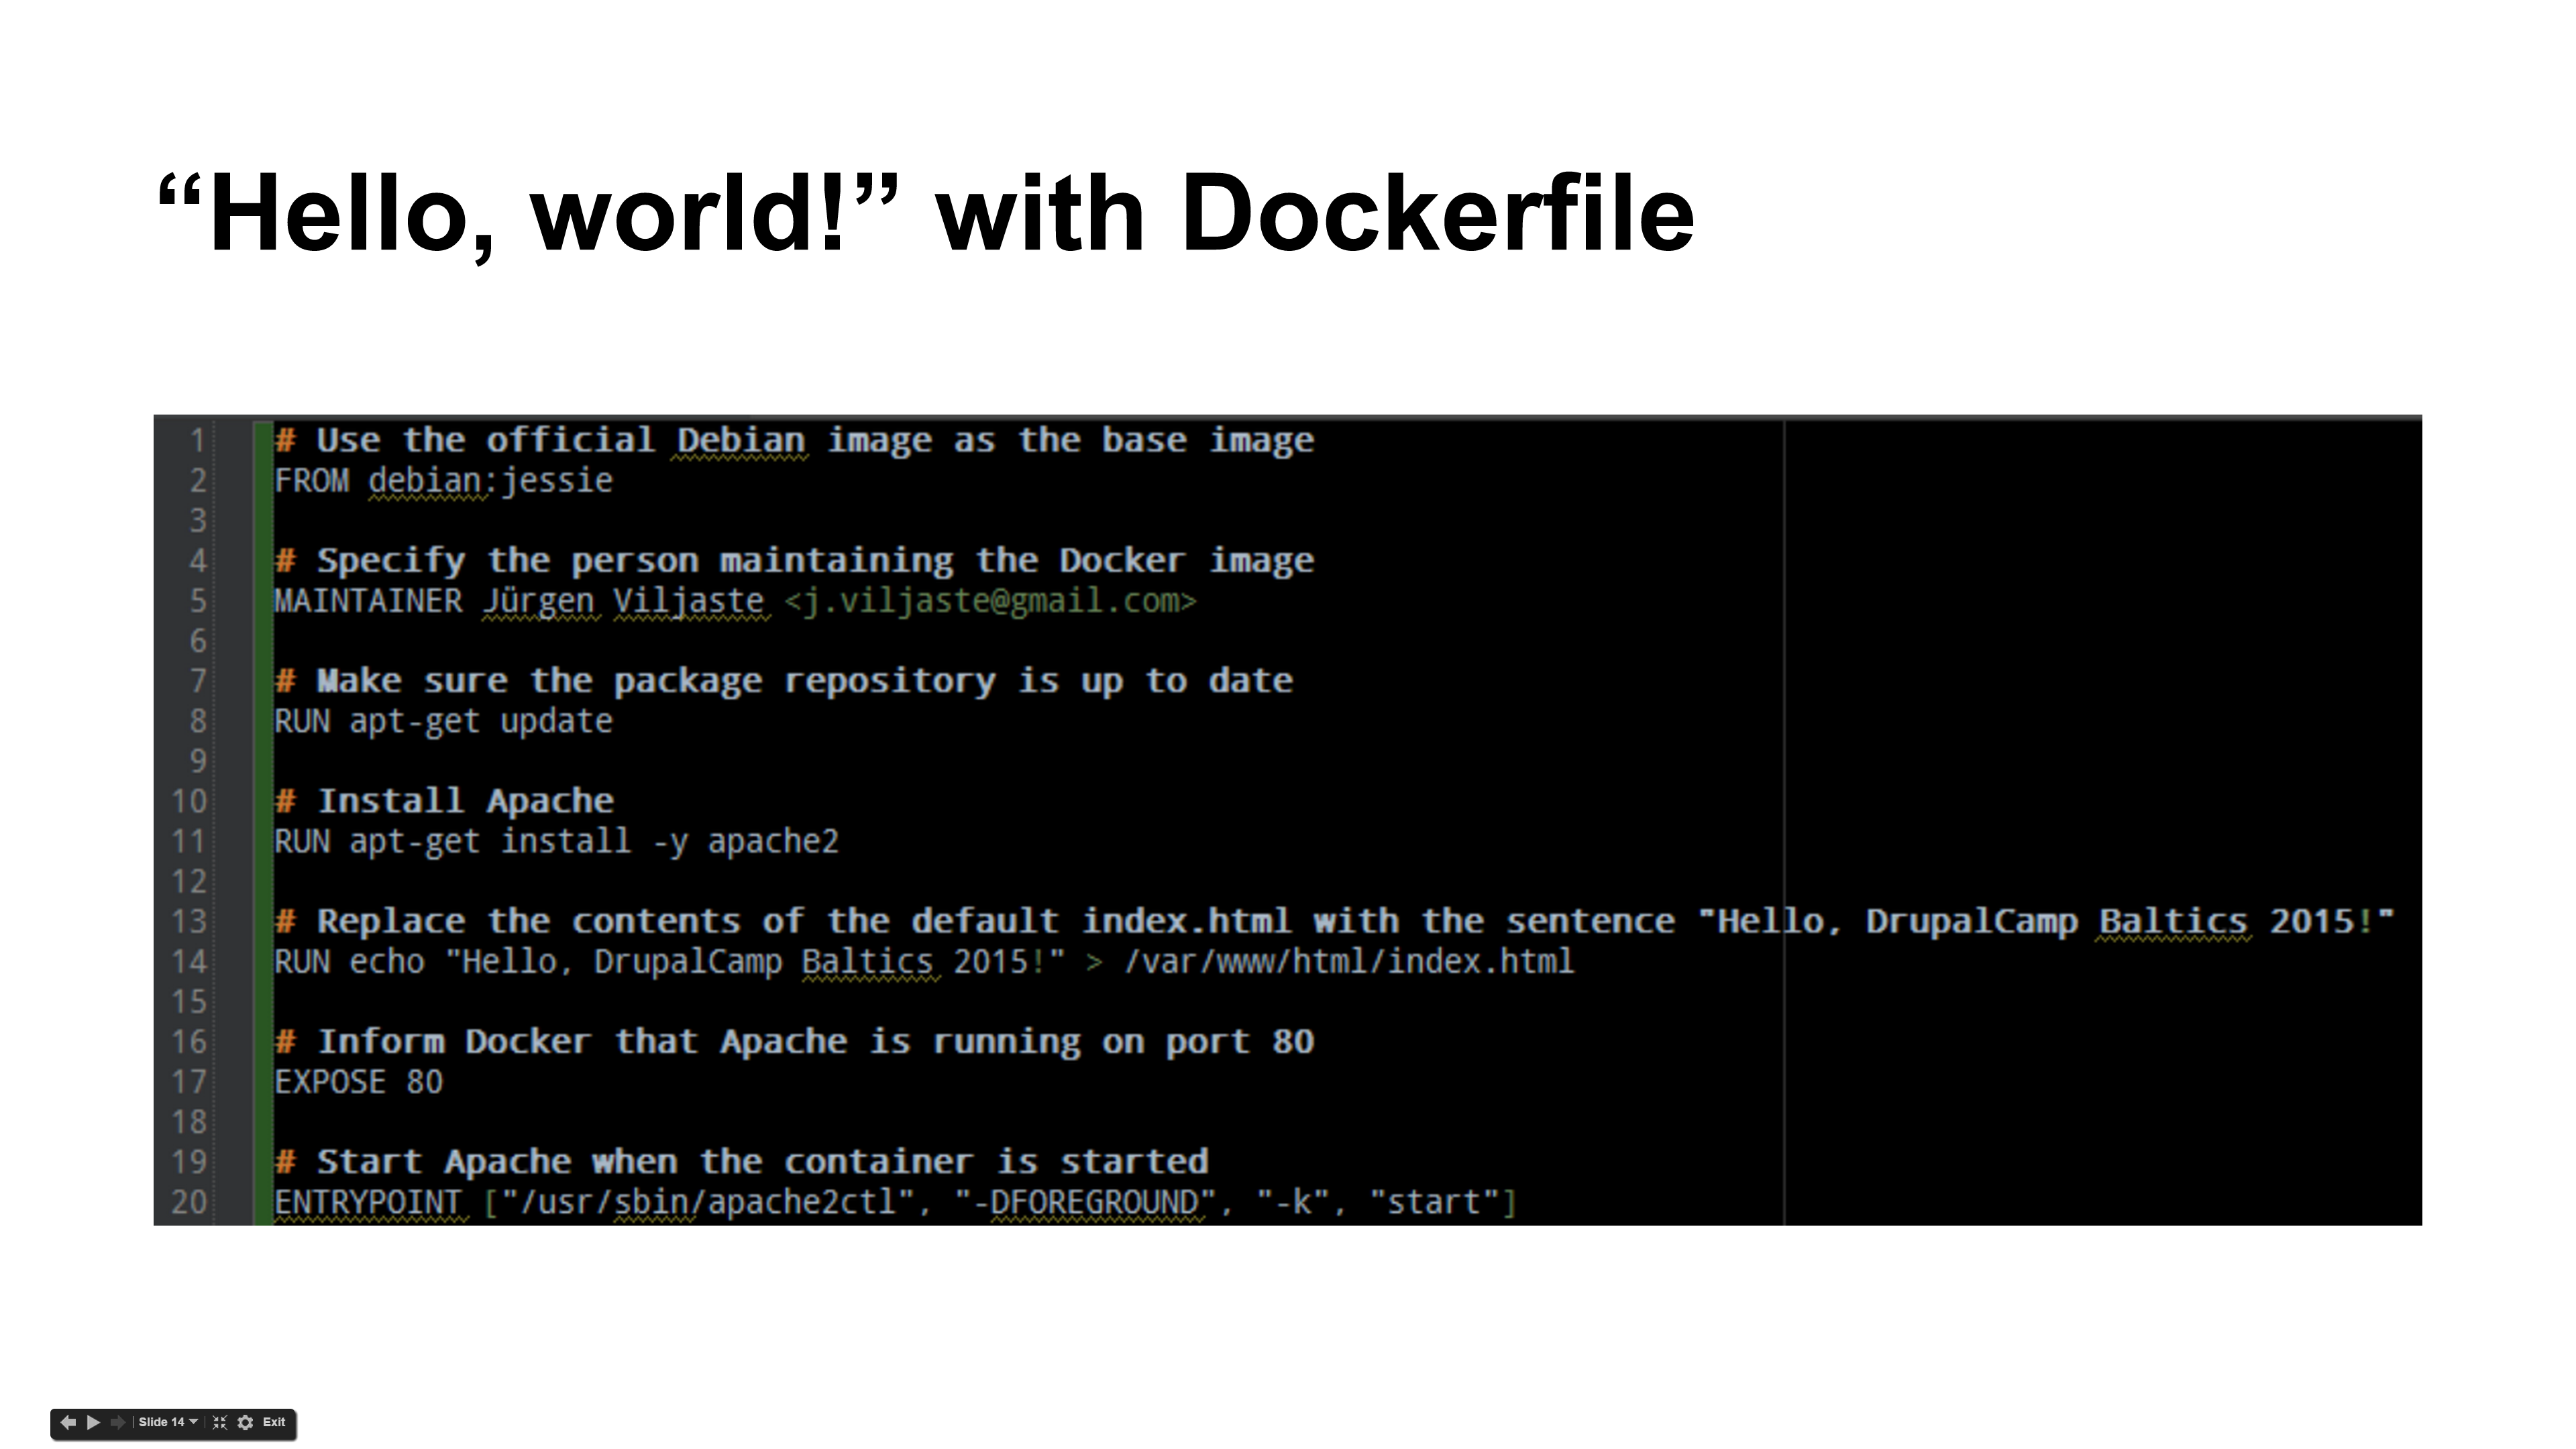 “Hello, world!” with Dockerfile
1 # Use the official Debian image as the base image
2 FROM debian:jessie
3
4 # Specify the person maintaining the Docker image
5 MAINTAINER Jürgen Viljaste <j.viljaste@gmail.com>
6
7 # Make sure the package repository is up to date
8 RUN apt-get update
9
10 # Install Apache
11 RUN apt-get install -y apache2
12
13 # Replace the contents of the default index.html with the sentence "Hello, DrupalCamp Baltics 2015!"
14 RUN echo "Hello, DrupalCamp Baltics 2015!" > /var/www/html/index.html
15
16 # Inform Docker that Apache is running on port 80
17 EXPOSE 80
18
19 # Start Apache when the container is started
20 ENTRYPOINT ["/usr/sbin/apache2ctl", "-DFOREGROUND", "-k", "start"]
Slide 14 Exit